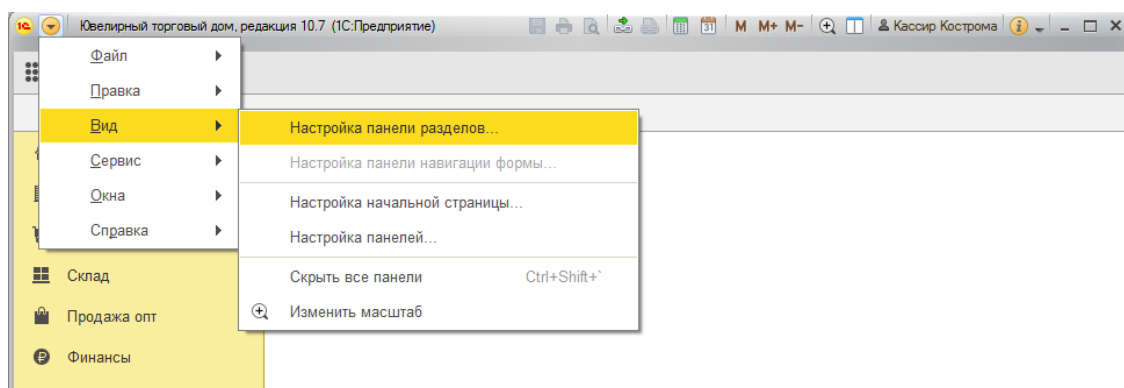 1С Ювелирный торговый дом, редакция 10.7 (1С:Предприятие) 31 M M+ M- Кассир Кострома i
Файл
Правка
Вид
Сервис
Окна
Справка
Настройка панели разделов...
Настройка панели навигации формы...
Настройка начальной страницы...
Настройка панелей...
Скрыть все панели Ctrl+Shift+`
Изменить масштаб
Склад
Продажа опт
Финансы